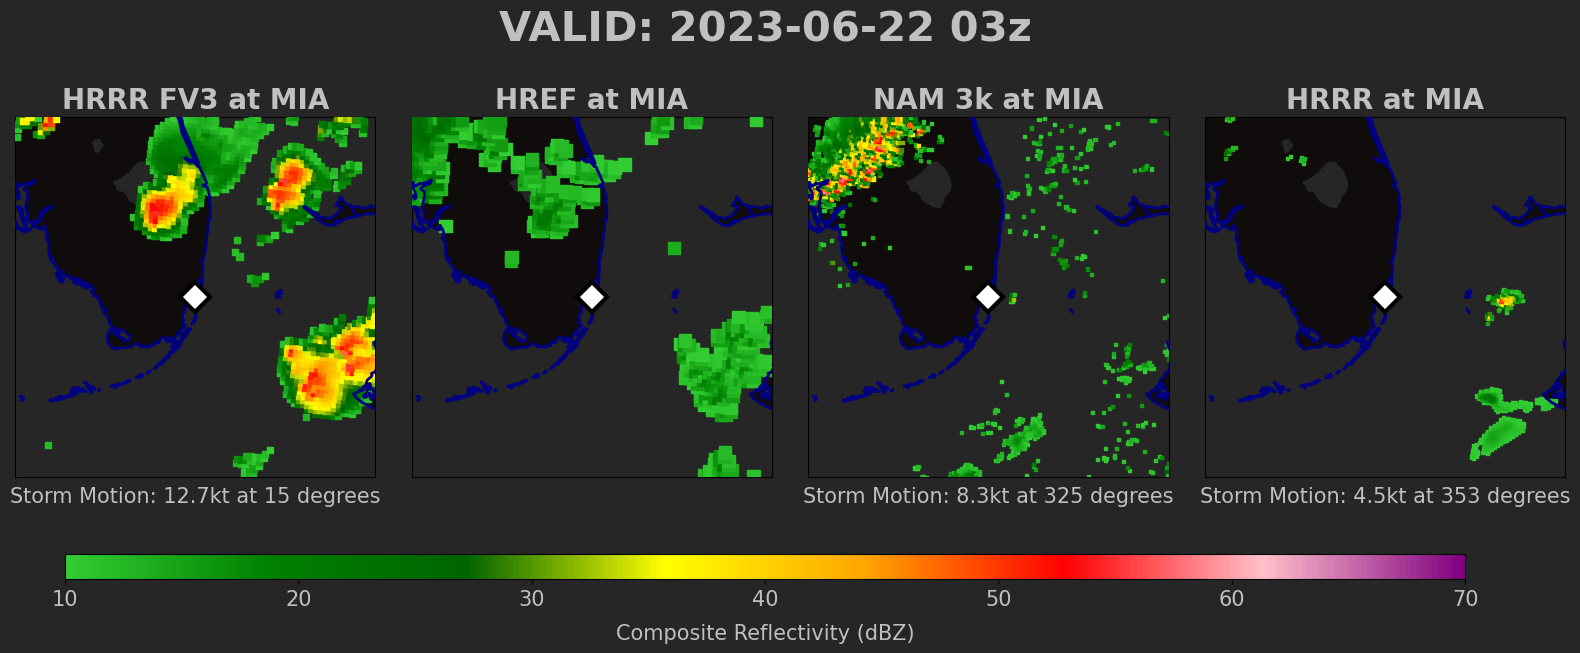 VALID: 2023-06-22 03z
HRRR FV3 at MIA
HREF at MIA
NAM 3k at MIA
HRRR at MIA
Storm Motion: 12.7kt at 15 degrees
Storm Motion: 8.3kt at 325 degrees
Storm Motion: 4.5kt at 353 degrees
10 20 30 40 50 60 70
Composite Reflectivity (dBZ)